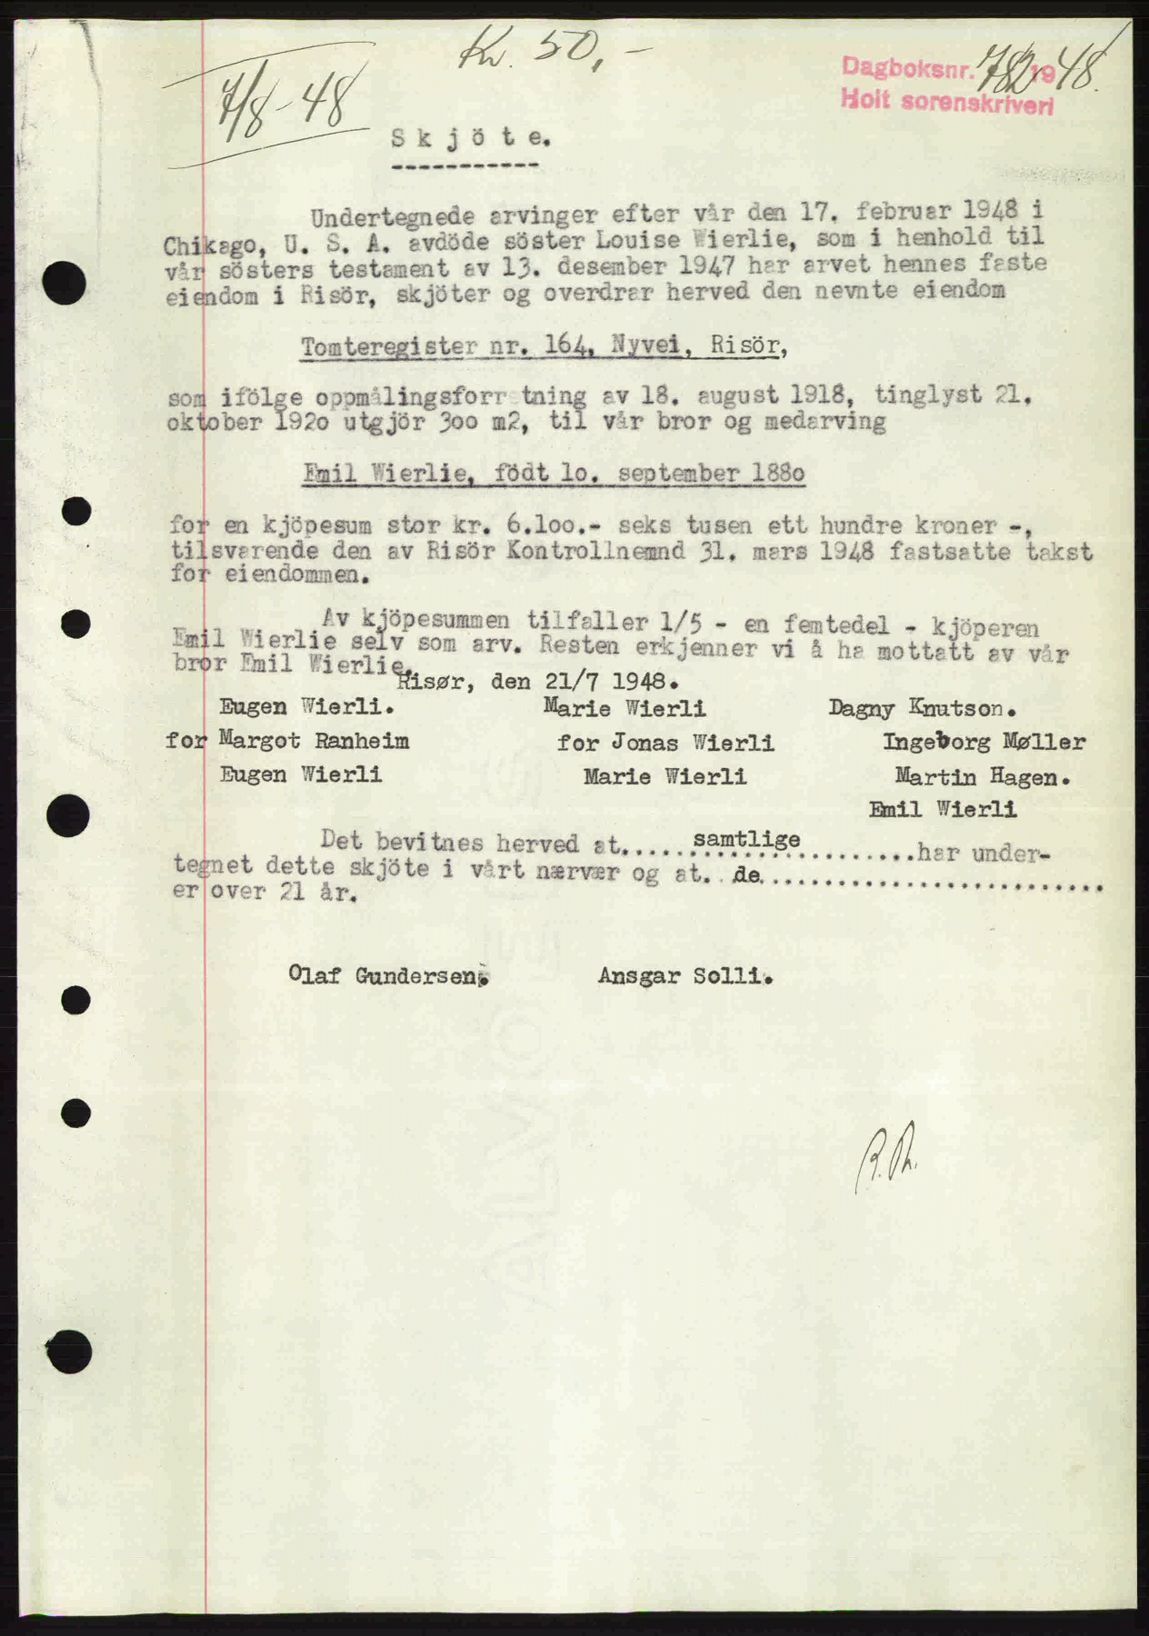 Kr. 50,-
7/8-48
Dagboksnr. 782 1948.
Holt sorenskriveri
Skjöte.
-----------
Undertegnede arvinger efter vår den 17. februar 1948 i
Chikago, U. S. A. avdöde söster Louise Wierlie, som i henhold til
vår sösters testament av 13. desember 1947 har arvet hennes faste
eiendom i Risör, skjöter og overdrar herved den nevnte eiendom
Tomteregister nr. 164, Nyvei, Risör,
som ifölge oppmålingsforretning av 18. august 1918, tinglyst 21.
oktober 192o utgjör 3oo m2, til vår bror og medarving
Emil Wierlie, födt lo. september 188o
for en kjöpesum stor kr. 6.loo.- seks tusen ett hundre kroner -,
tilsvarende den av Risör Kontrollnemnd 31. mars 1948 fastsatte takst
for eiendommen.
Av kjöpesummen tilfaller 1/5 - en femtedel - kjöperen
Emil Wierlie selv som arv. Resten erkjenner vi å ha mottatt av vår
bror Emil Wierlie.
Risør, den 21/7 1948.
Eugen Wierli. Marie Wierli Dagny Knutson.
for Margot Ranheim for Jonas Wierli Ingeborg Møller
Eugen Wierli Marie Wierli Martin Hagen.
Emil Wierli
Det bevitnes herved at.....samtlige.........har under-
tegnet dette skjöte i vårt nærvær og at. .de............................
er over 21 år.
Olaf Gundersen. Ansgar Solli.